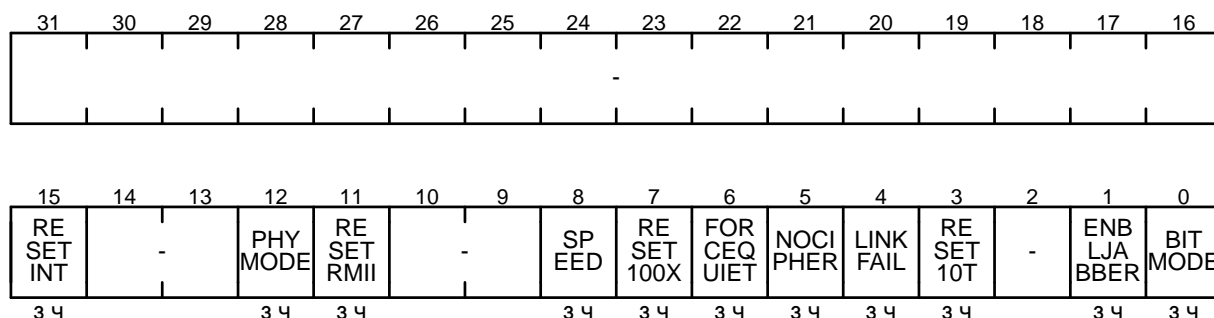 31 30 29 28 27 26 25 24 23 22 21 20 19 18 17 16
-
15 14 13 12 11 10 9 8 7 6 5 4 3 2 1 0
RE SET INT
-
PHY MODE
RE SET RMII
-
SP EED
RE SET 100X
FOR CEQ UIET
NOCI PHER
LINK FAIL
RE SET 10T
-
ENB LJA BBER
BIT MODE
з ч з ч з ч з ч з ч з ч з ч з ч з ч з ч з ч